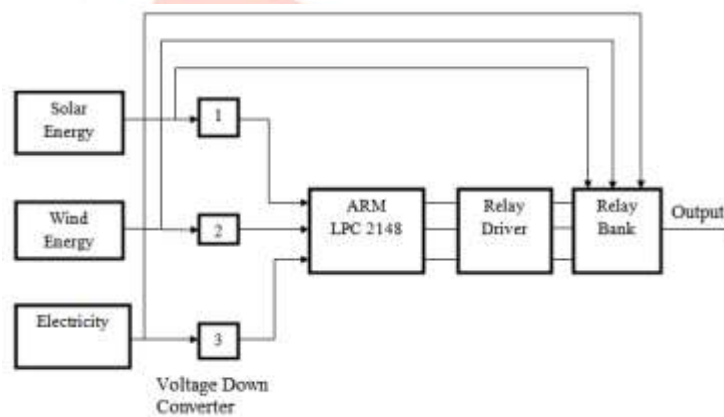 Solar
Energy
1
Wind
Energy
2
Electricity
3
Voltage Down
Converter
ARM
LPC 2148
Relay
Driver
Relay
Bank
Output